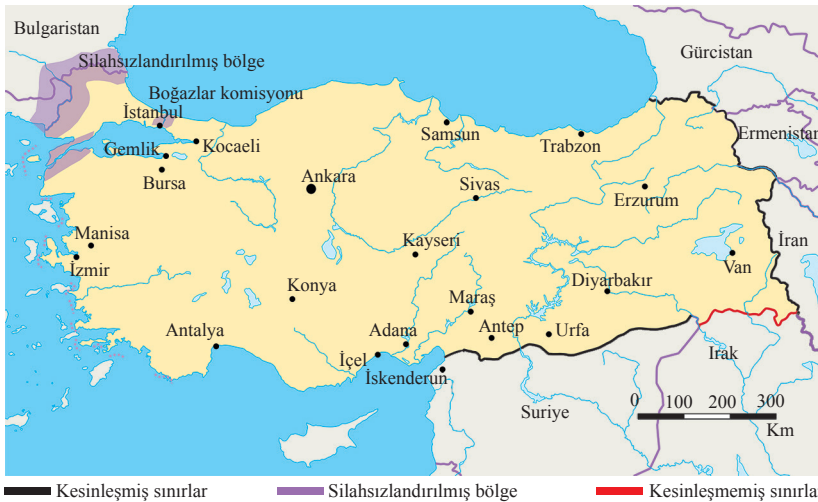 Bulgaristan
Gürcistan
Silahsızlandırılmış bölge
Boğazlar komisyonu
İstanbul
Ermenistan
Samsun
Gemlik
Kocaeli
Trabzon
Bursa
Ankara
Sivas
Erzurum
Manisa
İran
Kayseri
İzmir
Van
Diyarbakır
Konya
Maraş
Antalya
Adana
Antep
Urfa
İçel
Irak
İskenderun
0 100 200 300
Suriye
Km
Kesinleşmiş sınırlar
Silahsızlandırılmış bölge
Kesinleşmemiş sınırla